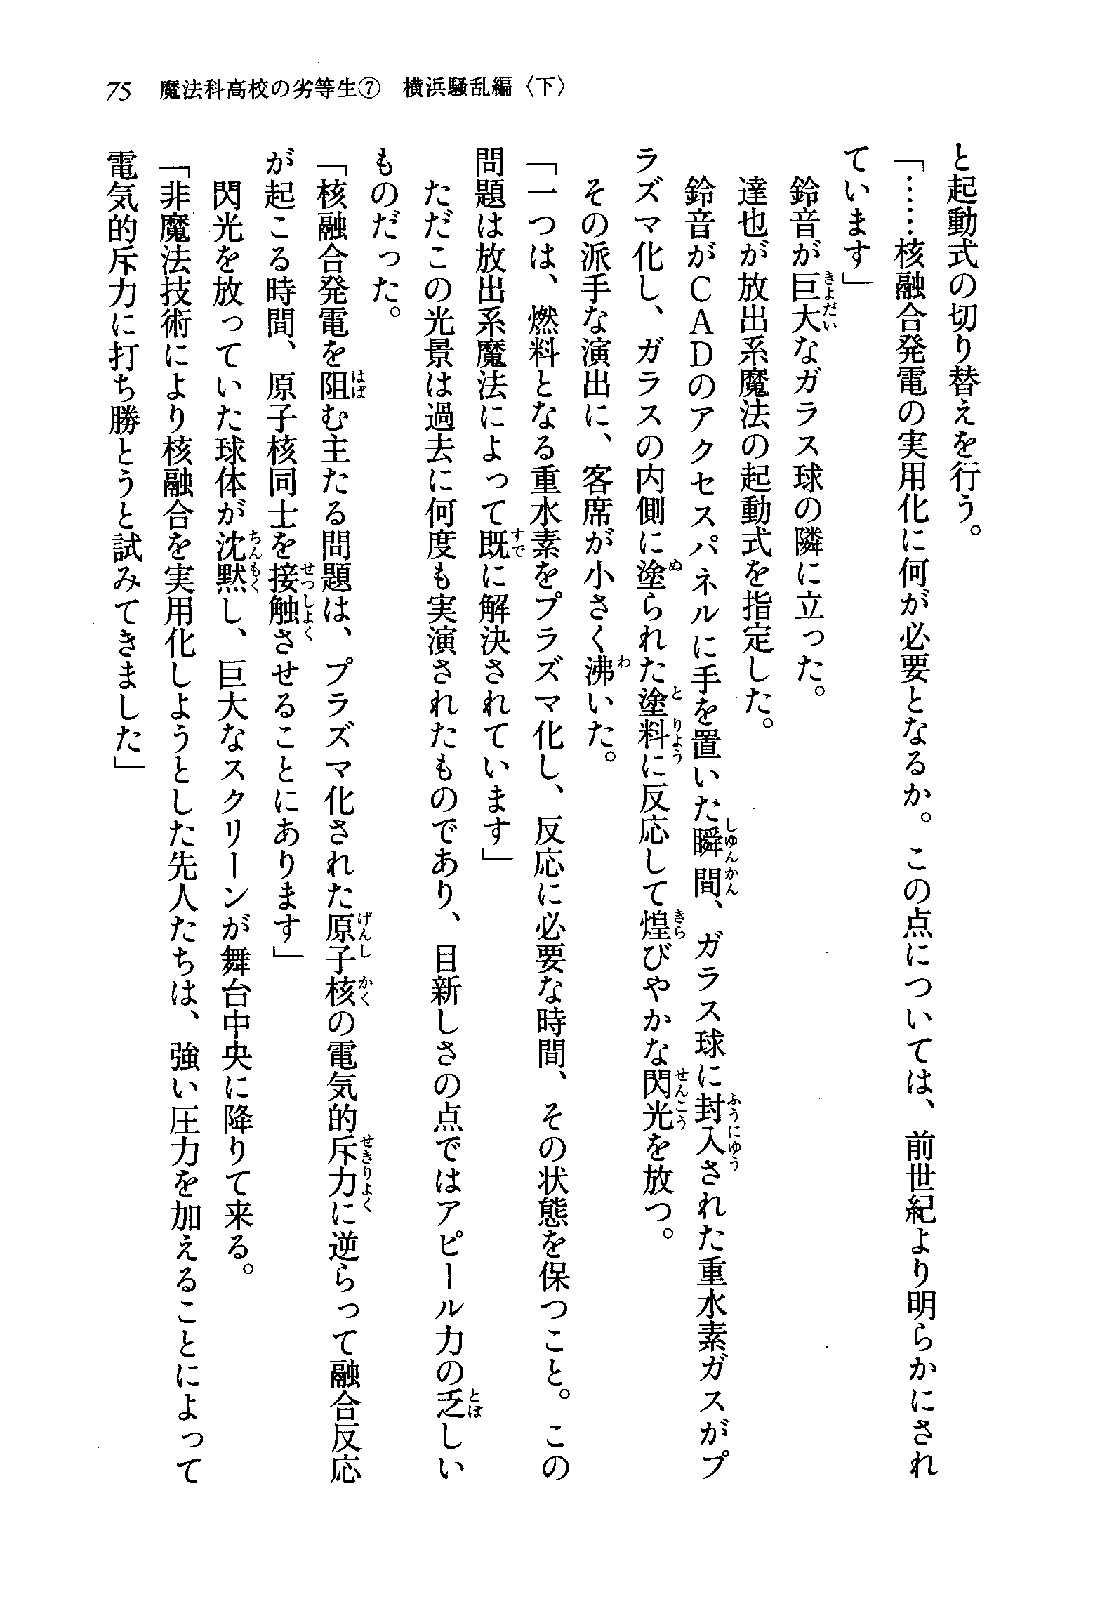 75　魔法科高校の劣等生⑦　横浜騒乱編〈下〉
と起動式の切り替えを行う。
「……核融合発電の実用化に何が必要となるか。この点については、前世紀より明らかにされ
ています」
鈴音が巨大なガラス球の隣に立った。
達也が放出系魔法の起動式を指定した。
鈴音がＣＡＤのアクセスパネルに手を置いた瞬間、ガラス球に封入された重水素ガスがプ
ラズマ化し、ガラスの内側に塗られた塗料に反応して煌びやかな閃光を放つ。
その派手な演出に、客席が小さく沸いた。
「一つは、燃料となる重水素をプラズマ化し、反応に必要な時間、その状態を保つこと。この
問題は放出系魔法によって既に解決されています」
ただこの光景は過去に何度も実演されたものであり、目新しさの点ではアピール力の乏しい
ものだった。
「核融合発電を阻む主たる問題は、プラズマ化された原子核の電気的斥力に逆らって融合反応
が起こる時間、原子核同士を接触させることにあります」
閃光を放っていた球体が沈黙し、巨大なスクリーンが舞台中央に降りて来る。
「非魔法技術により核融合を実用化しようとした先人たちは、強い圧力を加えることによって
電気的斥力に打ち勝とうと試みてきました」